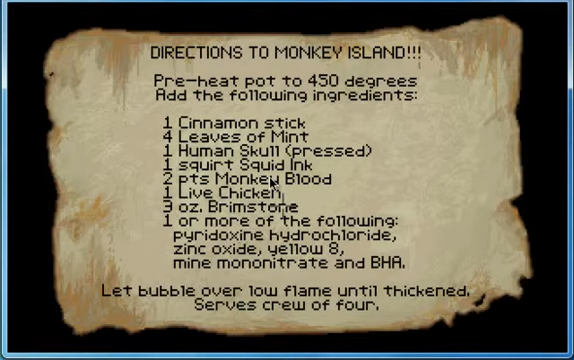 DIRECTIONS TO MONKEY ISLAND!!!
Pre-heat pot to 450 degrees
Add the following ingredients:
1 Cinnamon stick
4 Leaves of Mint
1 Human Skull (pressed)
1 squirt Squid Ink
2 pts Monkey Blood
1 Live Chicken
9 oz. Brimstone
1 or more of the following:
pyridoxine hydrochloride,
zinc oxide, yellow 8,
mine mononitrate and BHA.
Let bubble over low flame until thickened.
Serves crew of four.